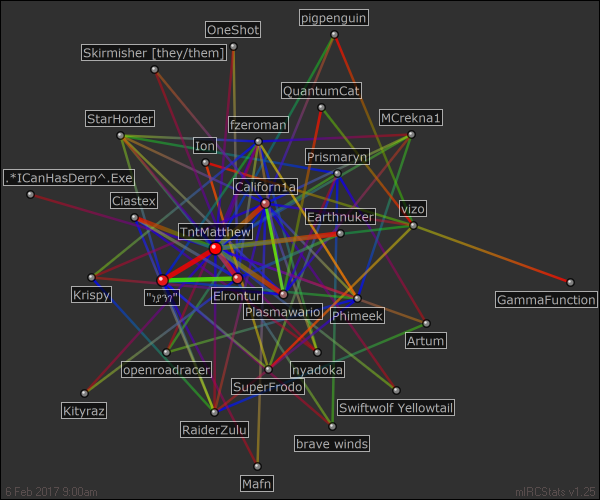 OneShot
pigpenguin
Skirmisher [they/them]
QuantumCat
StarHorder
fzeroman
MCrekna1
Ion
Prismaryn
.*ICanHasDerp^.Exe
Californ1a
Ciastex
Earthnuker
vizo
TntMatthew
Krispy
Elrontur
GammaFunction
Plasmawario
Phimeek
Artum
openroadracer
nyadoka
SuperFrodo
Kityraz
Swiftwolf Yellowtail
RaiderZulu
brave winds
Mafn
6 Feb 2017 9:00am
mIRCStats v1.25